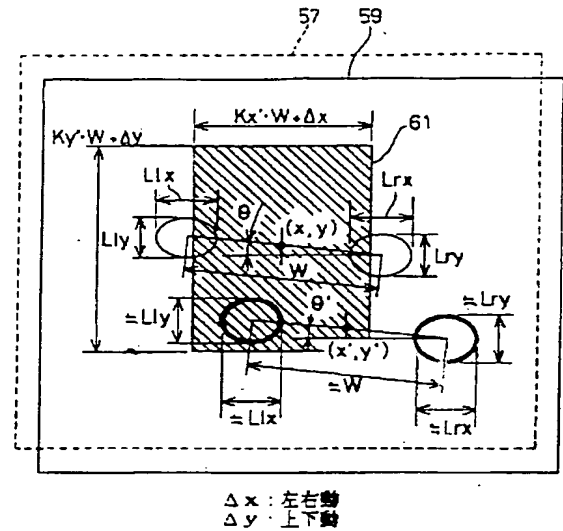 57
59
Kx'·W+Δx
61
Ky'·W+Δy
Llx
Lrx
θ
(x, y)
Lly
Lry
W
≒Lly
θ'
≒Lry
(x', y')
≒W
≒Llx
≒Lrx
Δx：左右動
Δy：上下動